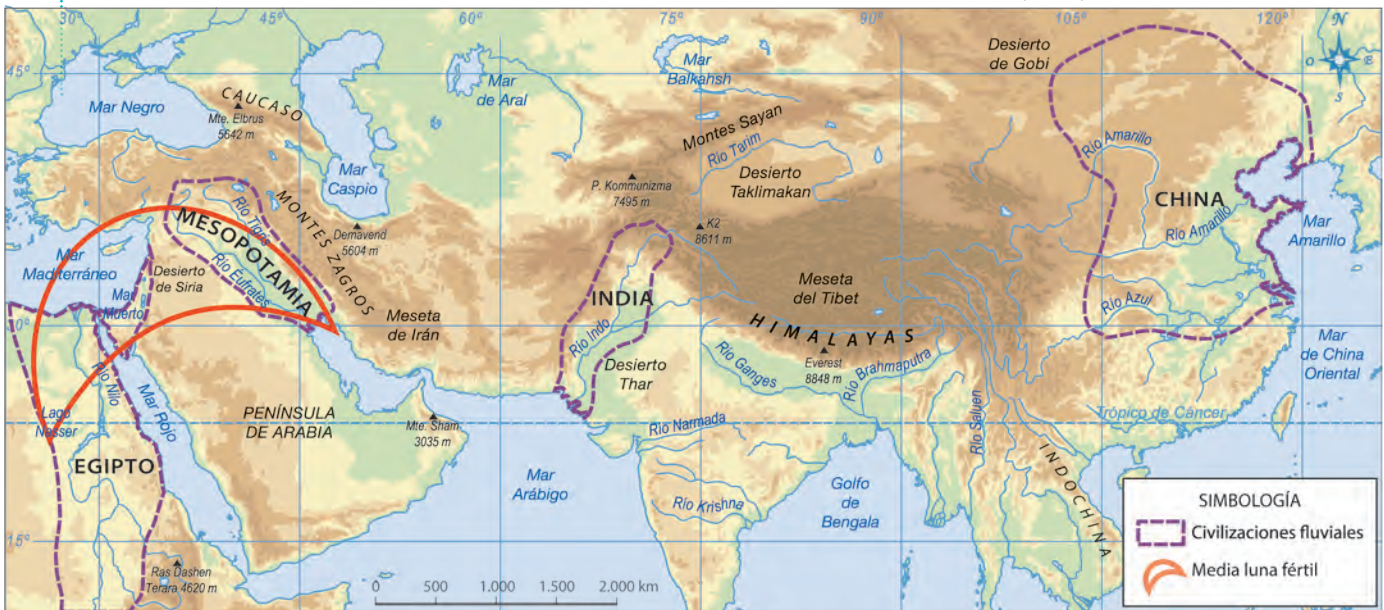 30°
45°
60°
75°
90°
105°
120°
N
O
E
S
45°
Mar Negro
CAUCASO
Mte. Elbrus
5642 m
Mar
Caspio
Mar
de Aral
Mar
Balkahsh
Desierto
de Gobi
Montes Sayan
Río Tarim
Desierto
Taklimakan
P. Kommunizma
7495 m
K2
8611 m
Río Amarillo
CHINA
Río Amarillo
Mar
Amarillo
MESOPOTAMIA
Río Tigris
Río Éufrates
MONTES ZAGROS
Demavend
5604 m
Mar
Maditerráneo
Desierto
de Siria
Mar
Muerto
Meseta
de Irán
INDIA
Río Indo
Desierto
Thar
Meseta
del Tibet
HIMALAYAS
Everest
8848 m
Río Ganges
Río Brahmaputra
Río Azul
0°
Mar
de China
Oriental
Río Nilo
Mar Rojo
Lago
Nasser
EGIPTO
PENÍNSULA
DE ARABIA
Mte. Sham
3035 m
Río Narmada
Río Krishna
Mar
Arábigo
Golfo
de
Bengala
Río Saluen
INDOCHINA
Trópico de Cáncer
15°
Ras Dashen
Terara 4620 m
0
500
1.000
1.500
2.000 km
SIMBOLOGÍA
Civilizaciones fluviales
Media luna fértil